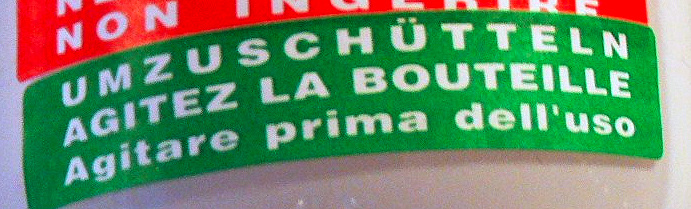 NON INGERIRE
UMZUSCHÜTTELN
AGITEZ LA BOUTEILLE
Agitare prima dell'uso